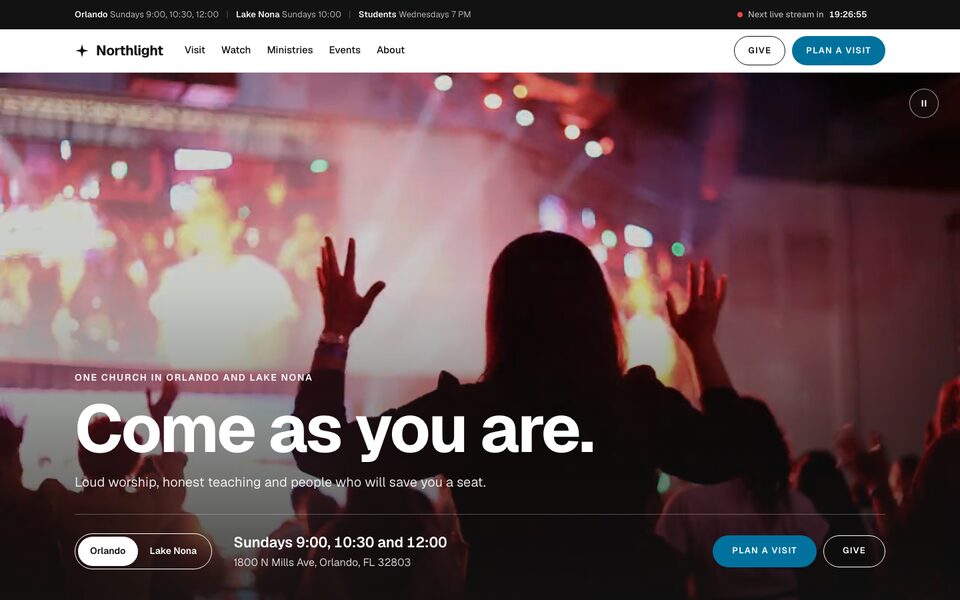 Orlando Sundays 9:00, 10:30, 12:00 | Lake Nona Sundays 10:00 | Students Wednesdays 7 PM
Next live stream in 19:26:55
Northlight
Visit Watch Ministries Events About
GIVE
PLAN A VISIT
ONE CHURCH IN ORLANDO AND LAKE NONA
Come as you are.
Loud worship, honest teaching and people who will save you a seat.
Orlando
Lake Nona
Sundays 9:00, 10:30 and 12:00
1800 N Mills Ave, Orlando, FL 32803
PLAN A VISIT
GIVE